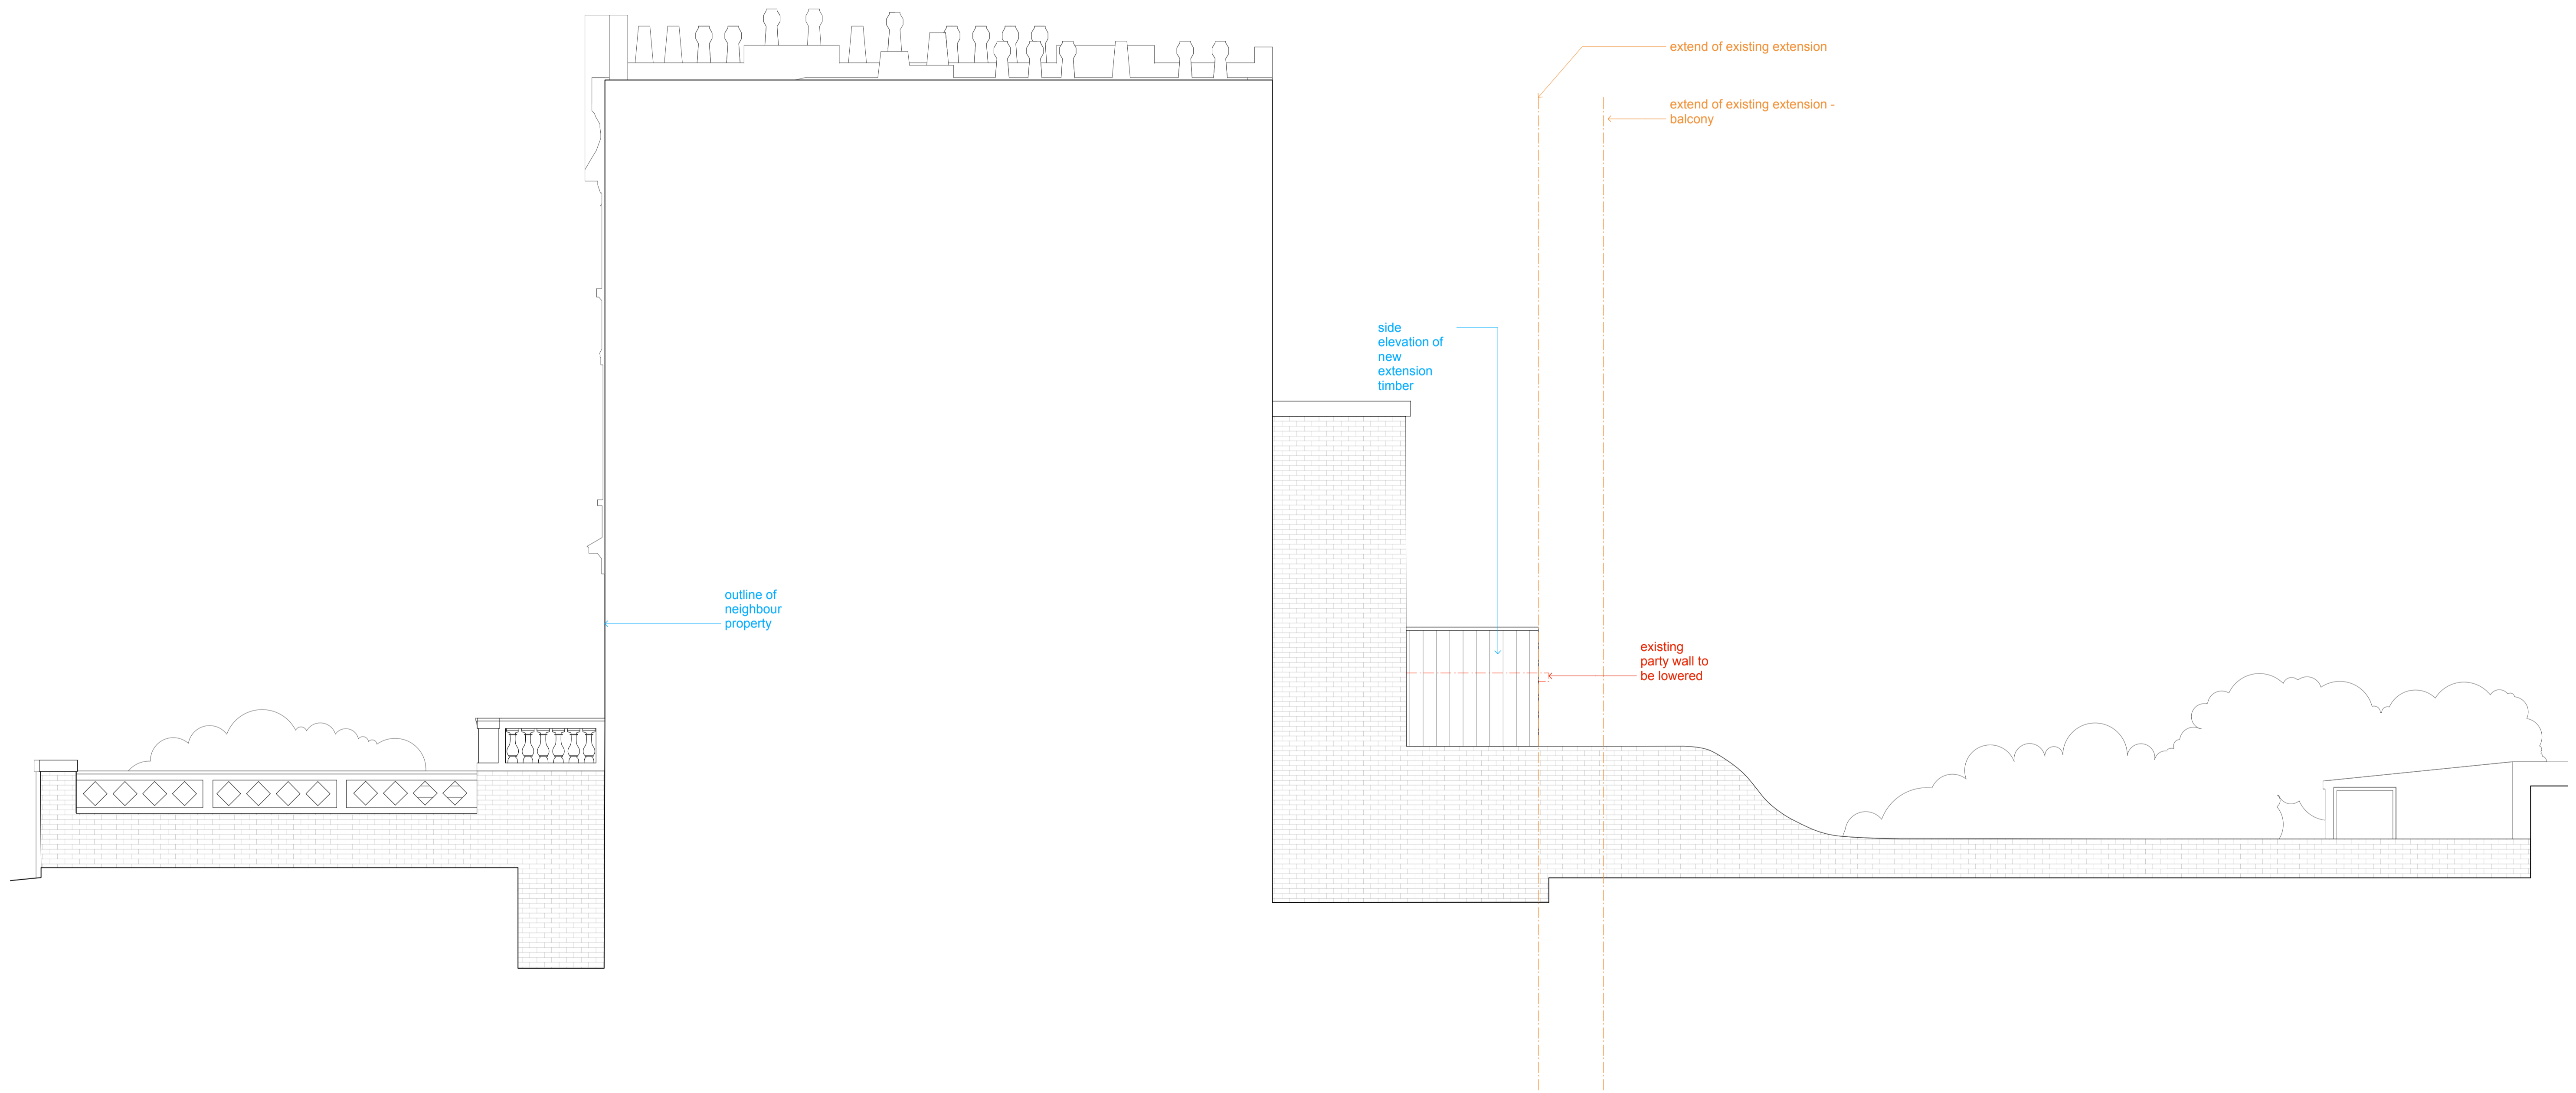 extend of existing extension
extend of existing extension -
balcony
side
elevation of
new
extension
timber
outline of
neighbour
property
existing
party wall to
be lowered